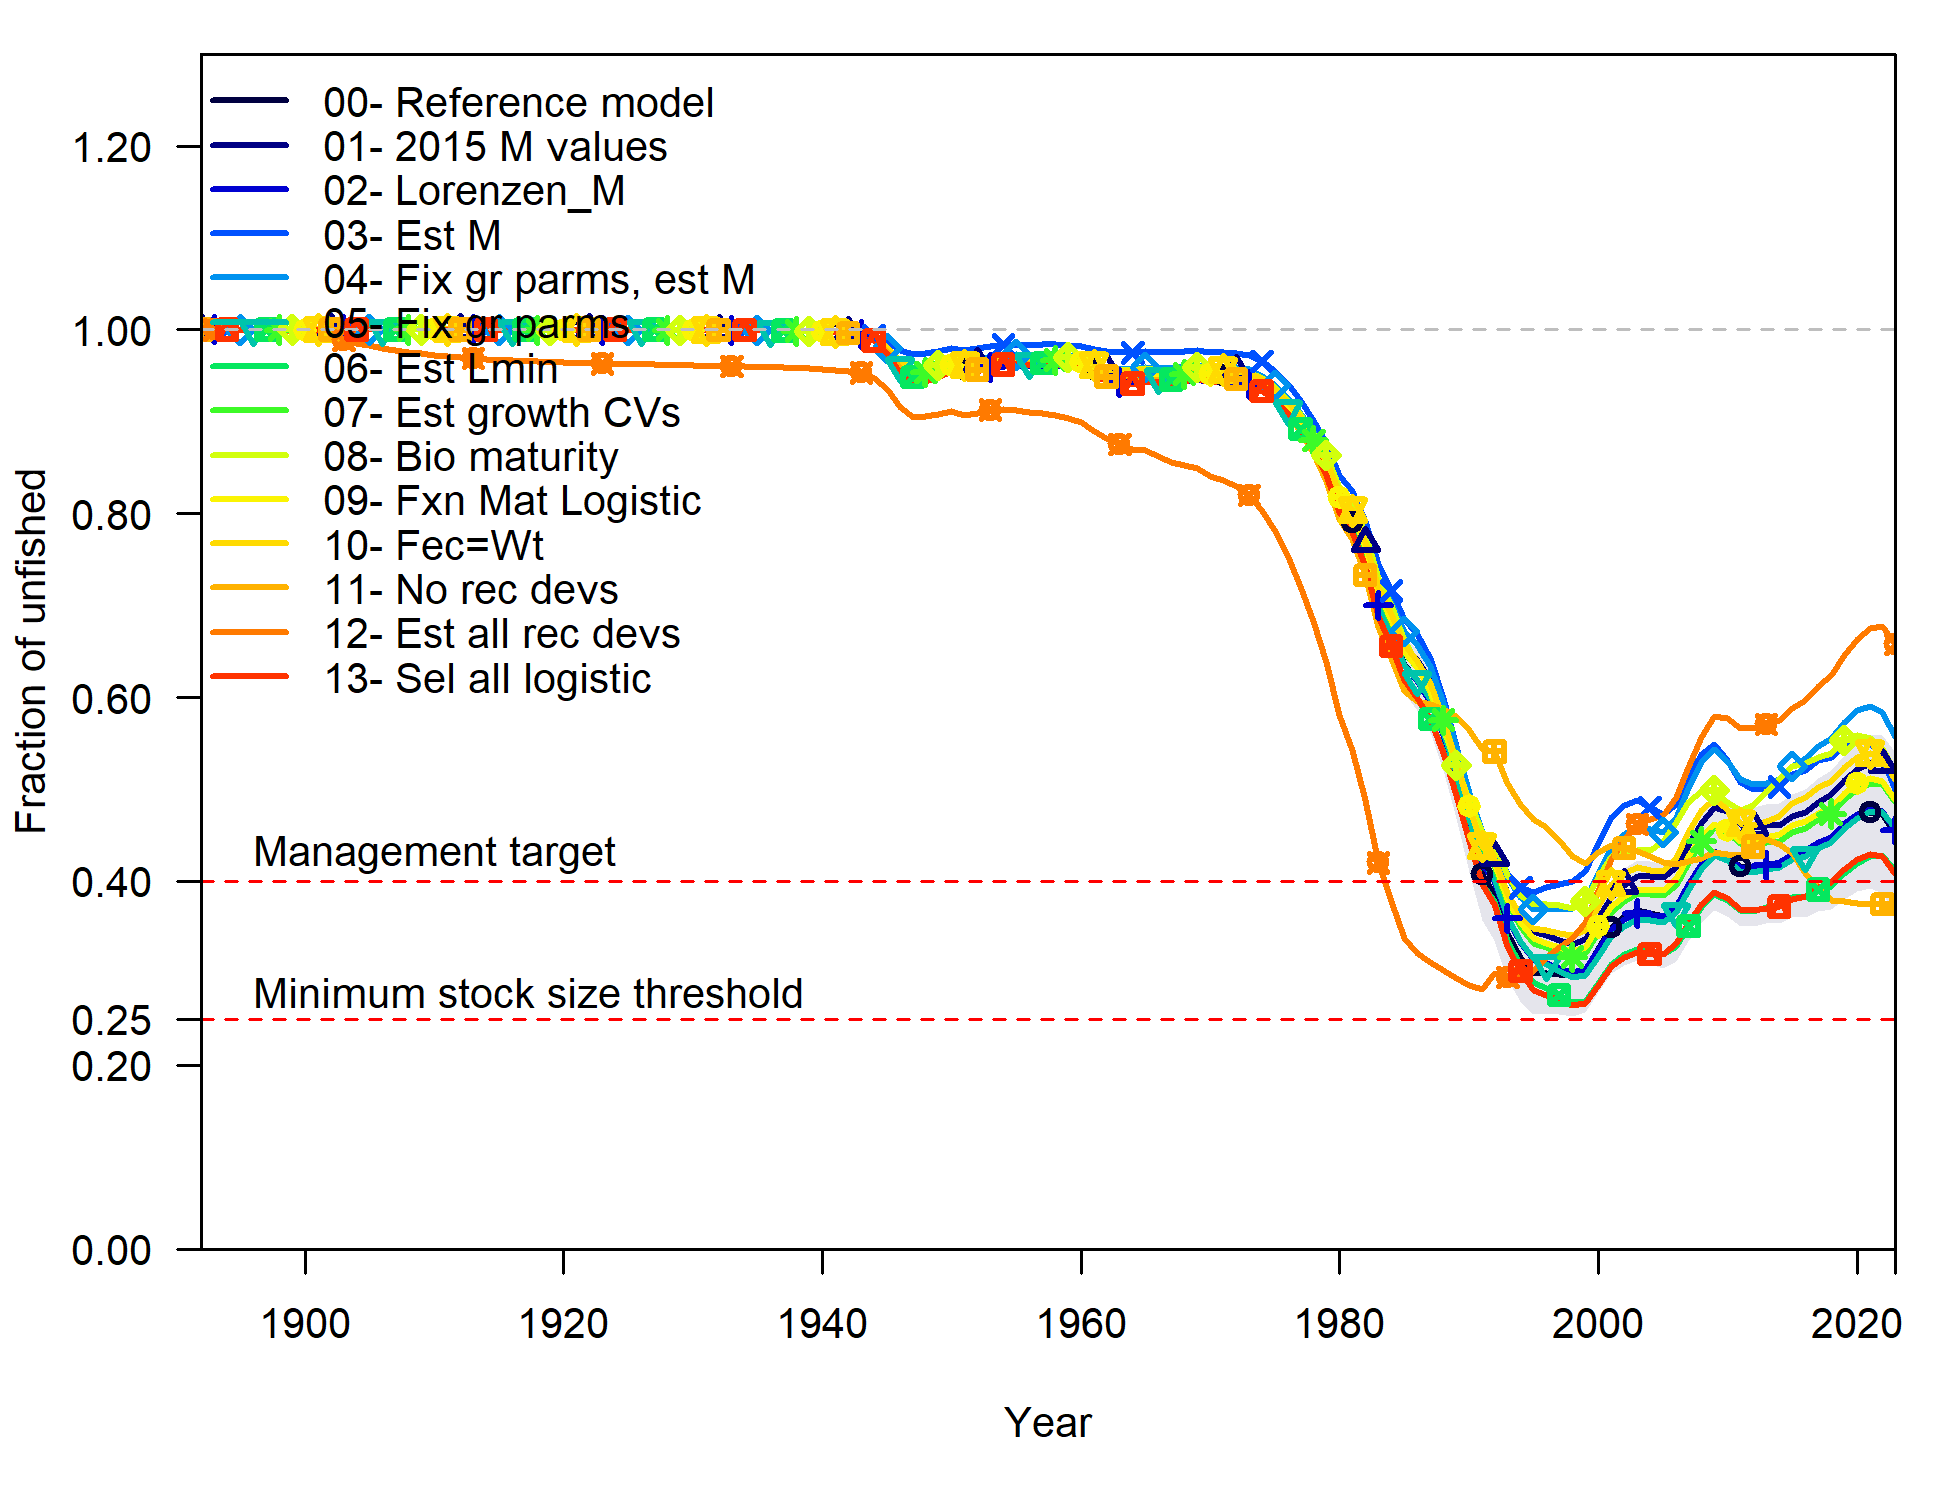 00- Reference model
01- 2015 M values
02- Lorenzen_M
03- Est M
04- Fix gr parms, est M
05- Fix gr parms
06- Est Lmin
07- Est growth CVs
08- Bio maturity
09- Fxn Mat Logistic
10- Fec=Wt
11- No rec devs
12- Est all rec devs
13- Sel all logistic
1.20
1.00
0.80
0.60
0.40
0.25
0.20
0.00
Fraction of unfished
Management target
Minimum stock size threshold
1900 1920 1940 1960 1980 2000 2020
Year